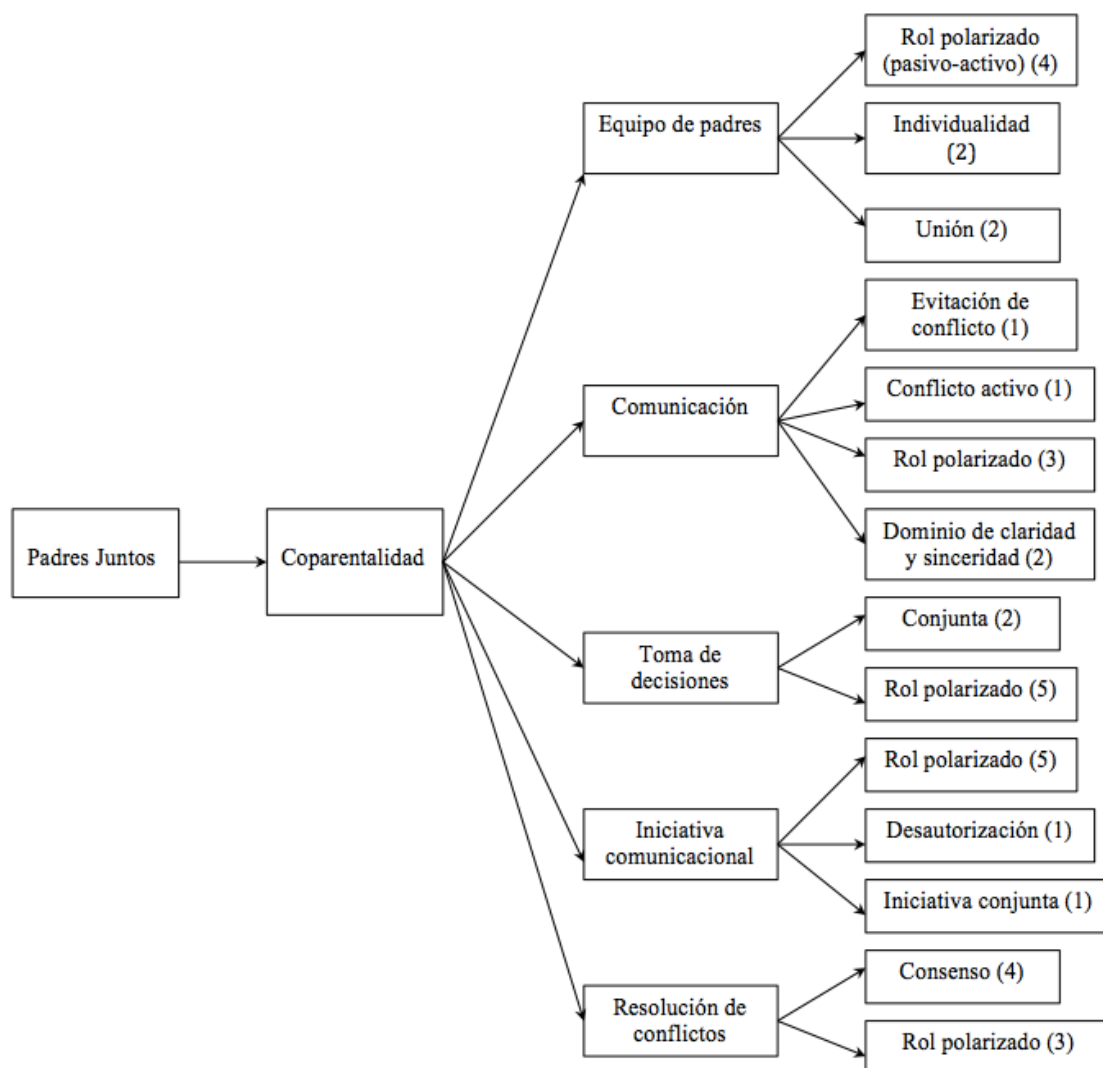 Padres Juntos
Coparentalidad
Equipo de padres
Rol polarizado
(pasivo-activo) (4)
Individualidad
(2)
Unión (2)
Comunicación
Evitación de
conflicto (1)
Conflicto activo (1)
Rol polarizado (3)
Dominio de claridad
y sinceridad (2)
Toma de
decisiones
Conjunta (2)
Rol polarizado (5)
Iniciativa
comunicacional
Rol polarizado (5)
Desautorización (1)
Iniciativa conjunta (1)
Resolución de
conflictos
Consenso (4)
Rol polarizado (3)